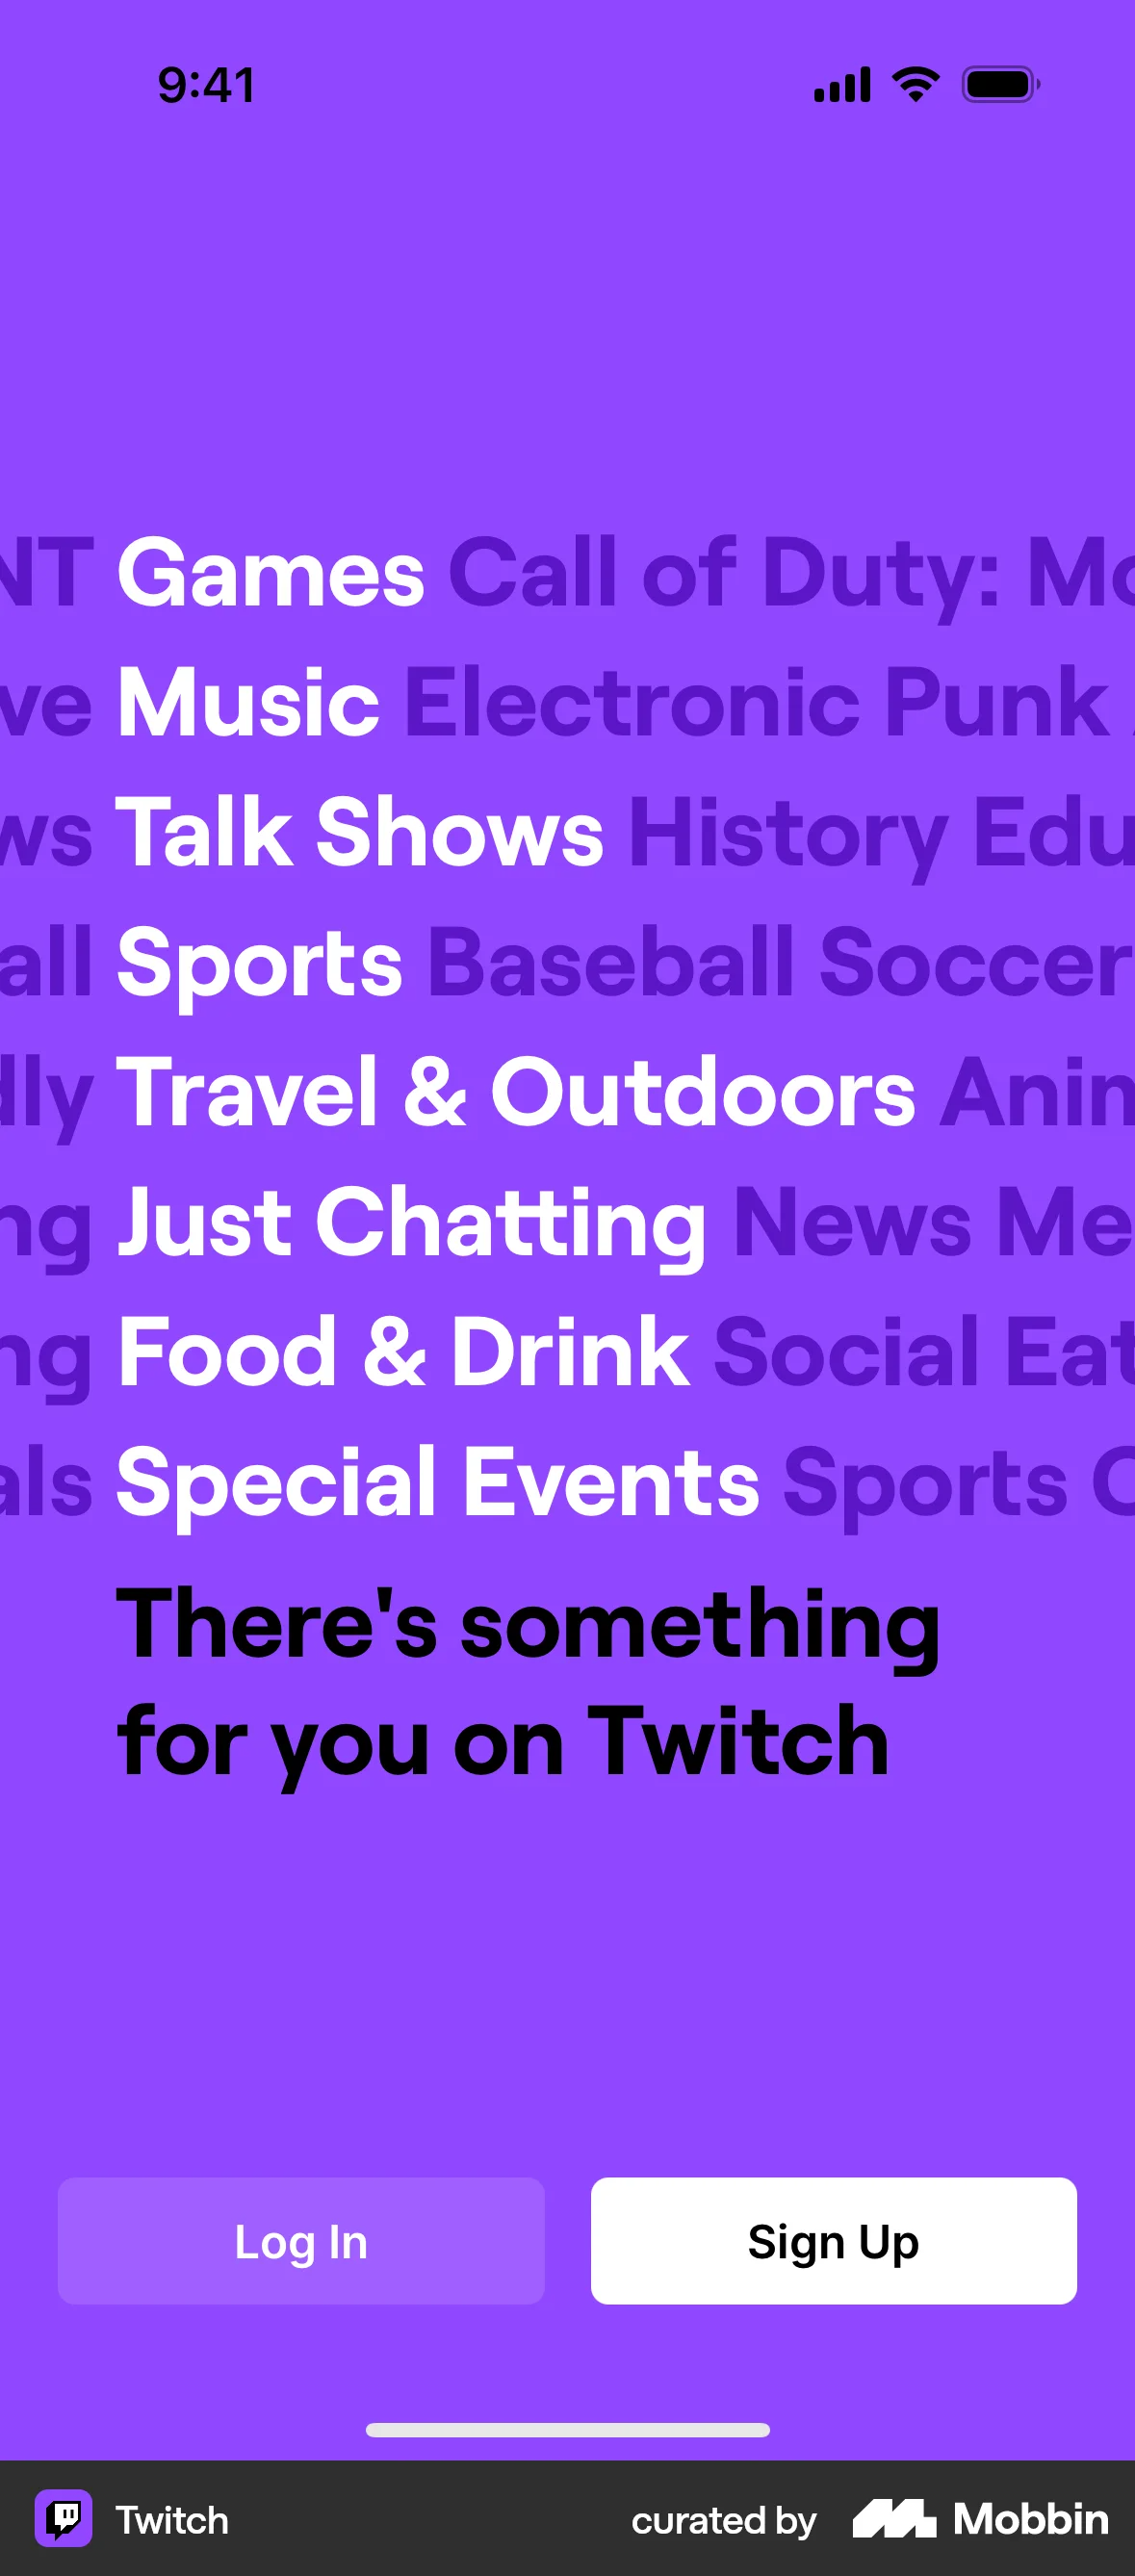 9:41
NT Games Call of Duty: Mo
ve Music Electronic Punk
ws Talk Shows History Edu
all Sports Baseball Soccer
dly Travel & Outdoors Anim
ng Just Chatting News Me
ng Food & Drink Social Eat
als Special Events Sports
There's something
for you on Twitch
Log In Sign Up
Twitch curated by Mobbin